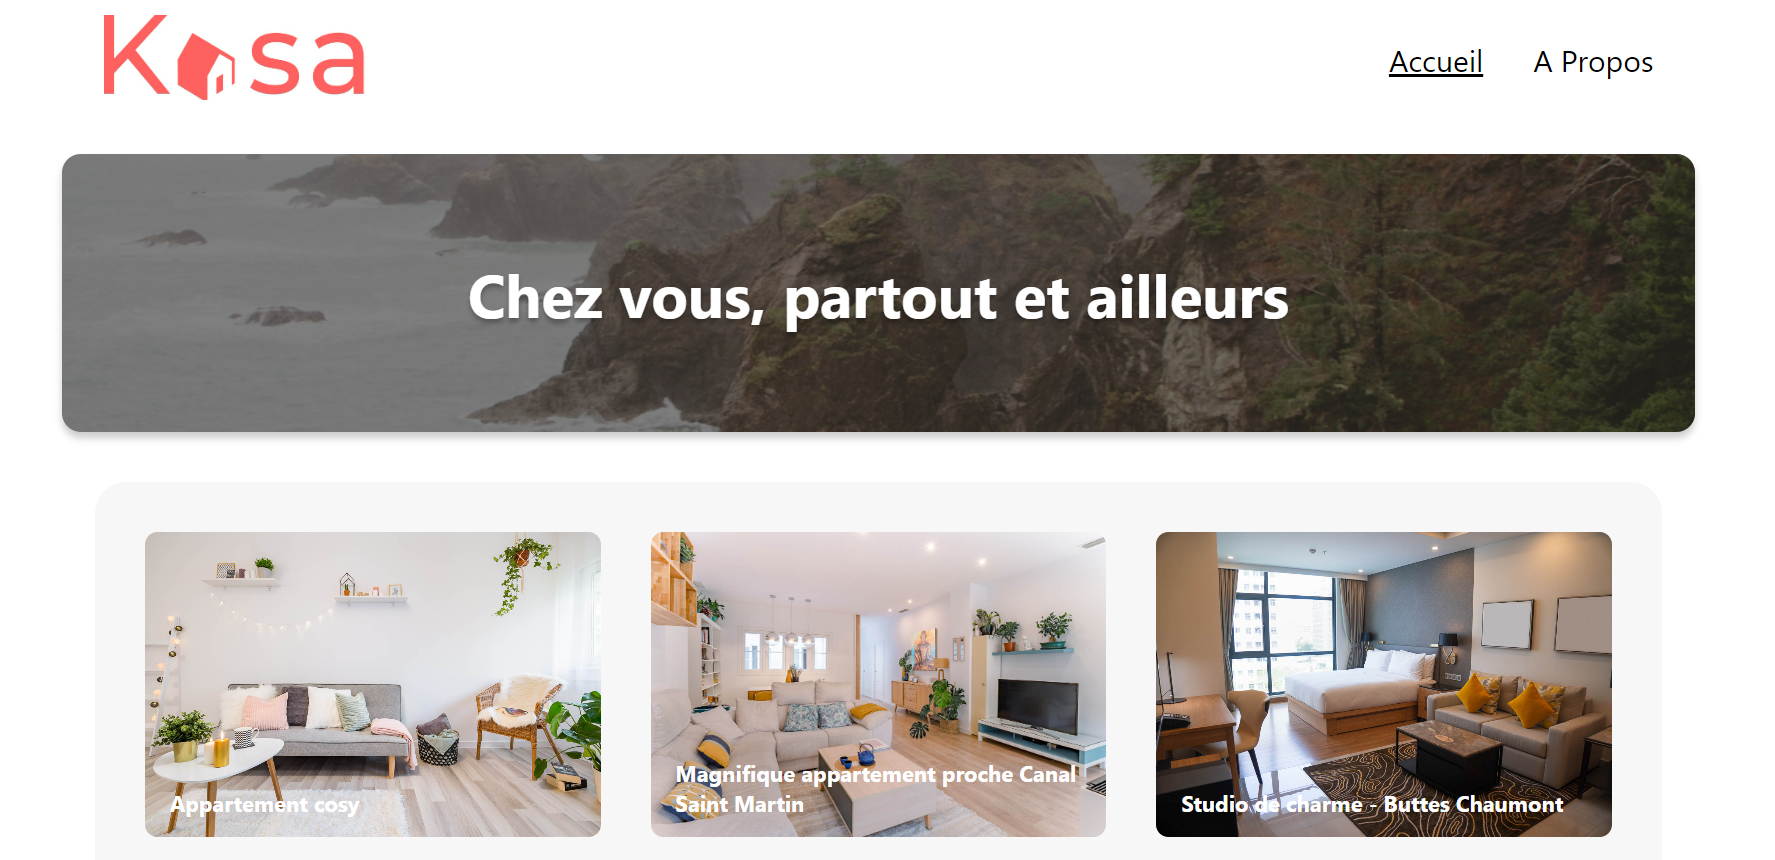 Kasa
Accueil
A Propos
Chez vous, partout et ailleurs
Appartement cosy
Magnifique appartement proche Canal
Saint Martin
Studio de charme - Buttes Chaumont